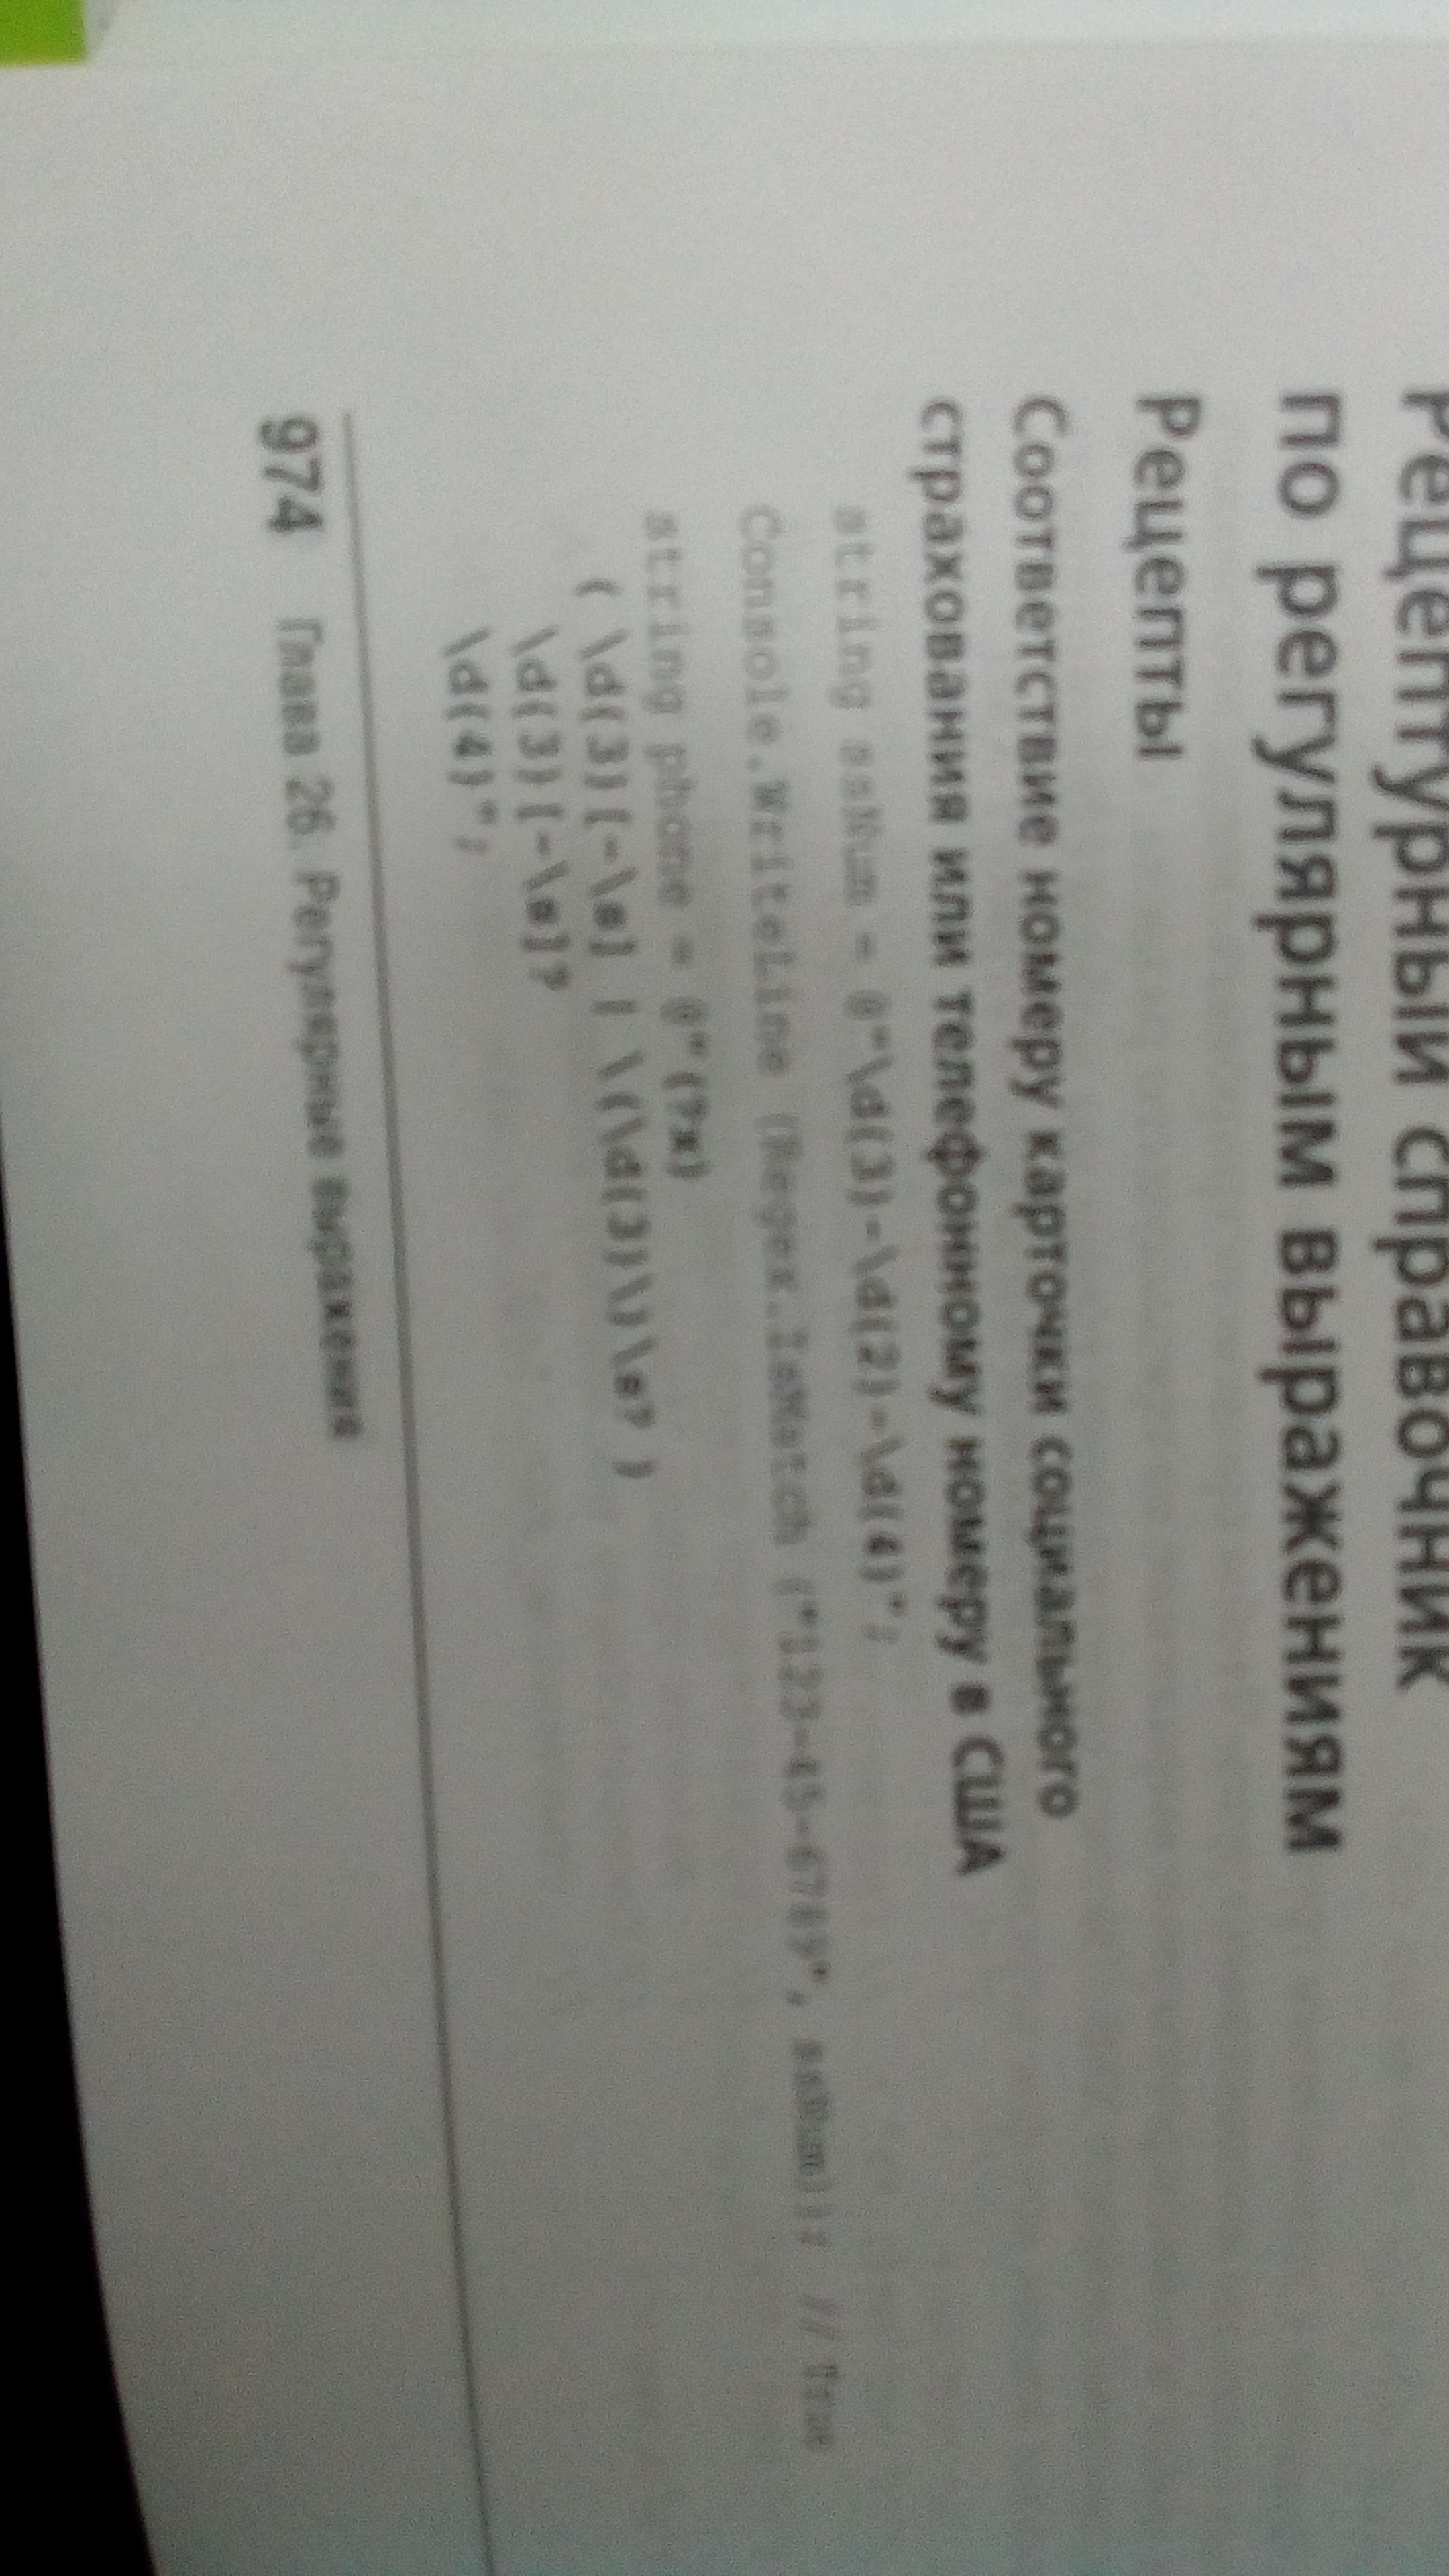 Рецептурный справочник
по регулярным выражениям
Рецепты
Соответствие номеру карточки социального
страхования или телефонному номеру в США
string ssNum = @"\d{3}-\d{2}-\d{4}";
Console.WriteLine (Regex.IsMatch ("123-45-6789", ssNum)); // True
string phone = @"(?x)
( \d{3}[-\s] | \(\d{3}\)\s? )
\d{3}[-\s]?
\d{4}";
974 Глава 26. Регулярные выражения